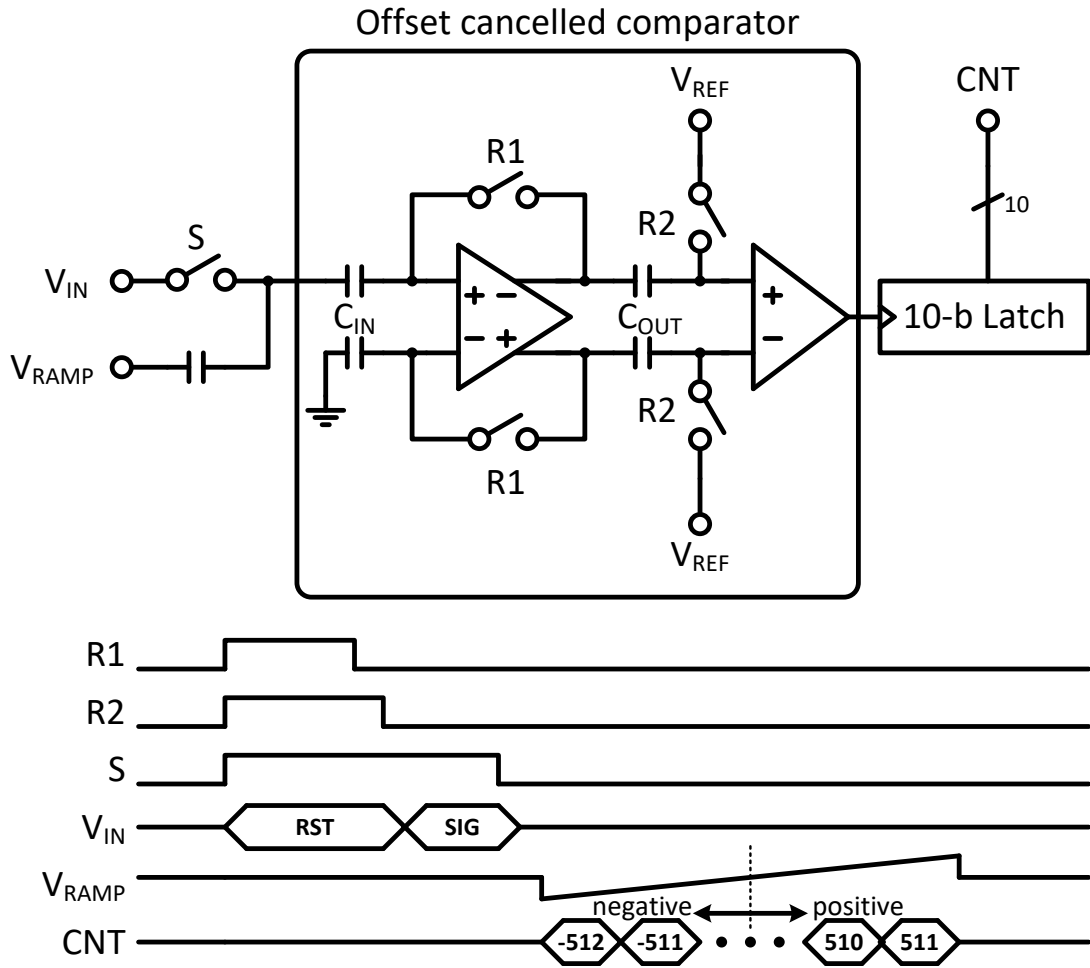 Offset cancelled comparator
V_REF
CNT
R1
10
S
R2
V_IN
+ −
+
C_IN
C_OUT
10-b Latch
− +
−
V_RAMP
R2
R1
V_REF
R1
R2
S
V_IN
RST
SIG
V_RAMP
negative
positive
CNT
-512
-511
510
511